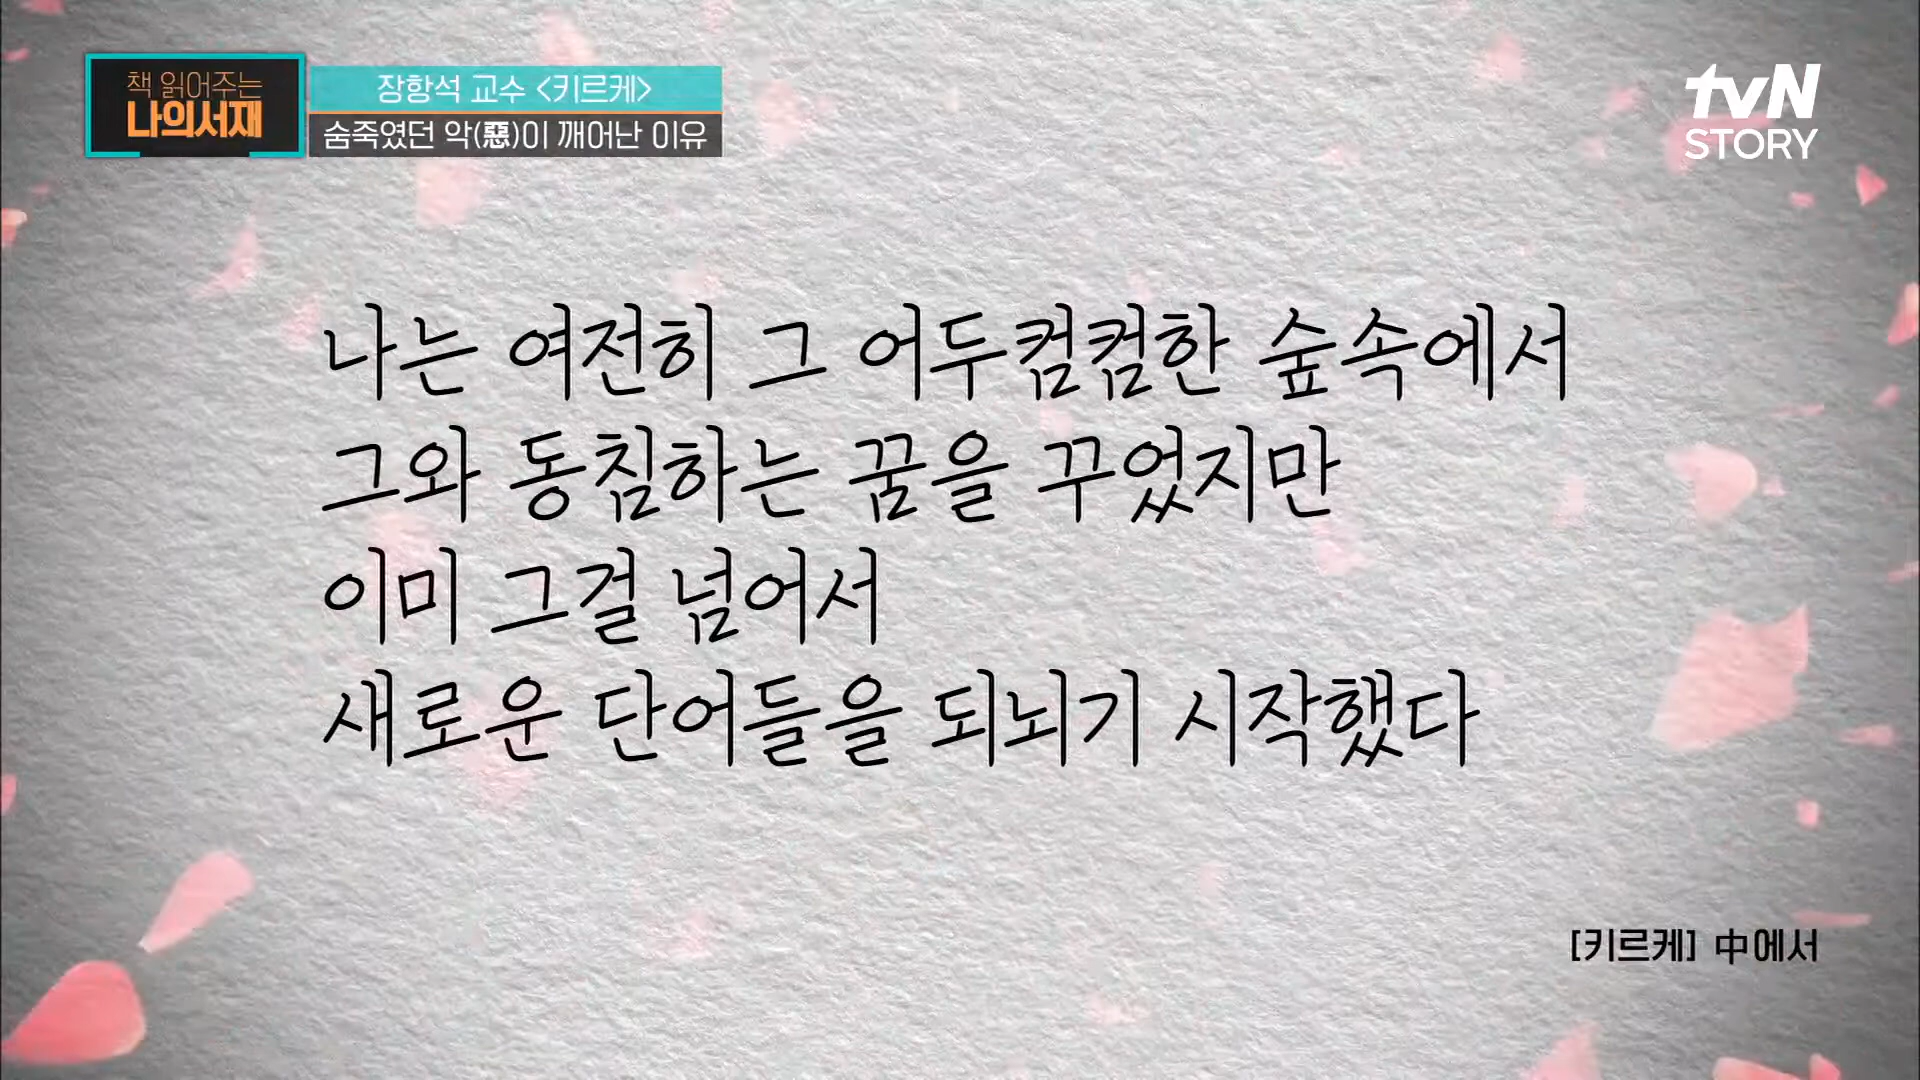 책 읽어주는
나의서재
장항석 교수 <키르케>
숨죽였던 악(惡)이 깨어난 이유
tvN
STORY
나는 여전히 그 어두컴컴한 숲속에서
그와 동침하는 꿈을 꾸었지만
이미 그걸 넘어서
새로운 단어들을 되뇌기 시작했다
[키르케] 中에서